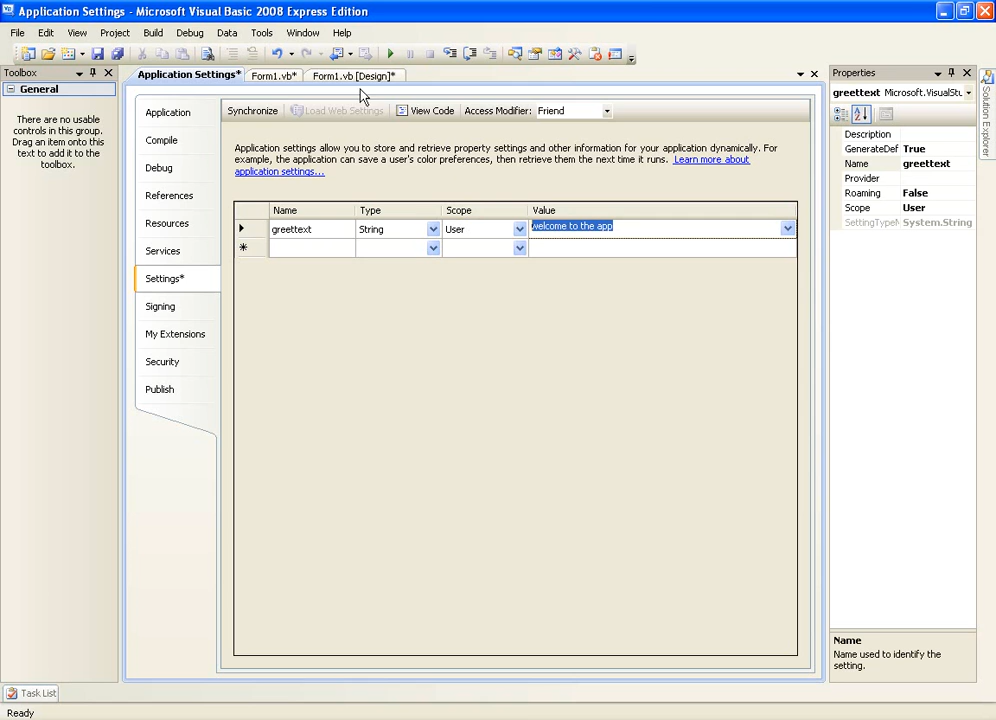 Application Settings - Microsoft Visual Basic 2008 Express Edition
File Edit View Project Build Debug Data Tools Window Help
Toolbox
General
There are no usable
controls in this group.
Drag an item onto this
text to add it to the
toolbox.
Application Settings* Form1.vb* Form1.vb [Design]*
Application
Compile
Debug
References
Resources
Services
Settings*
Signing
My Extensions
Security
Publish
Synchronize Load Web Settings View Code Access Modifier: Friend
Application settings allow you to store and retrieve property settings and other information for your application dynamically. For
example, the application can save a user's color preferences, then retrieve them the next time it runs. Learn more about
application settings...
Name Type Scope Value
greettext String User welcome to the app
Properties
greettext Microsoft.VisualStu
Description
GenerateDef True
Name greettext
Provider
Roaming False
Scope User
SettingTypeN System.String
Name
Name used to identify the
setting.
Solution Explorer
Task List
Ready